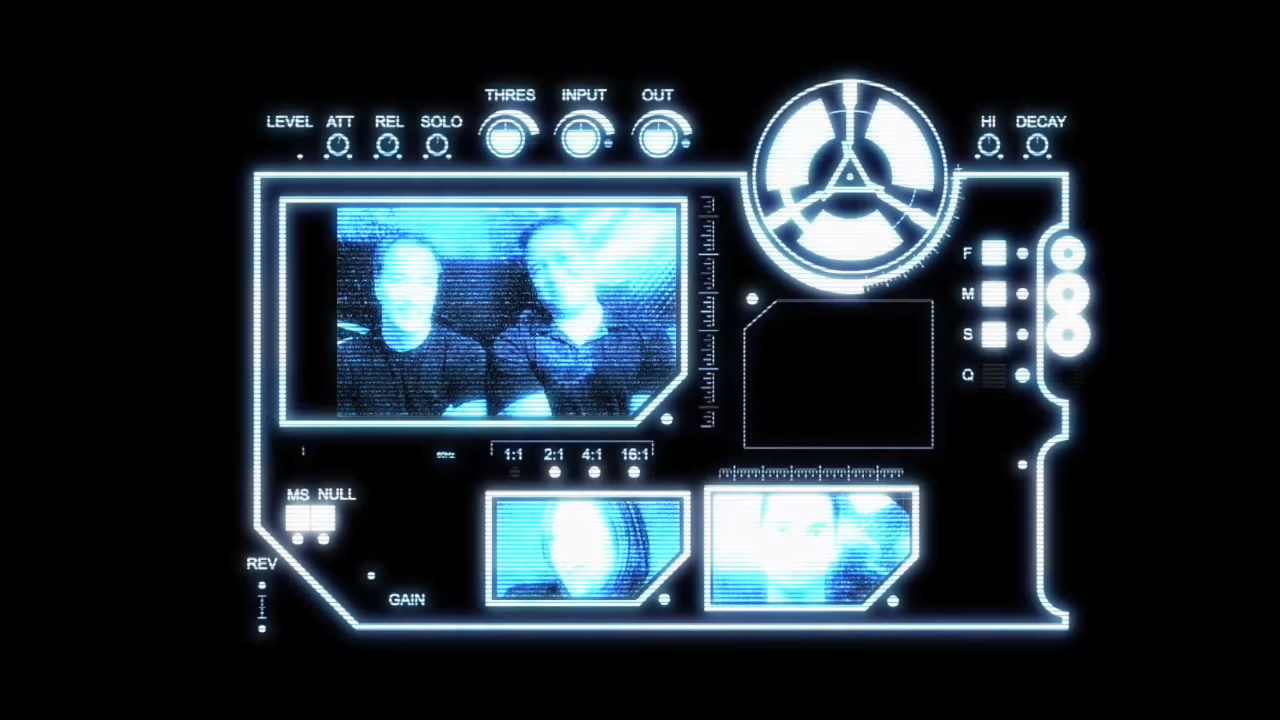 THRES INPUT OUT
LEVEL ATT REL SOLO HI DECAY
F
M
S
Q
1:1 2:1 4:1 16:1
MS NULL
REV
GAIN